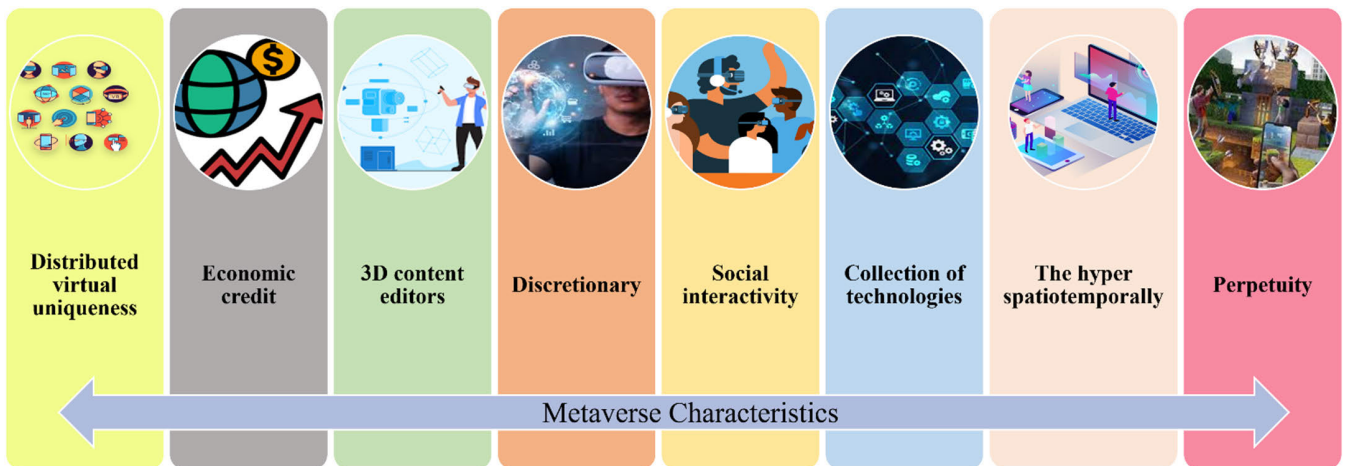 Distributed
virtual
uniqueness
Economic
credit
3D content
editors
Discretionary
Social
interactivity
Collection of
technologies
The hyper
spatiotemporally
Perpetuity
Metaverse Characteristics